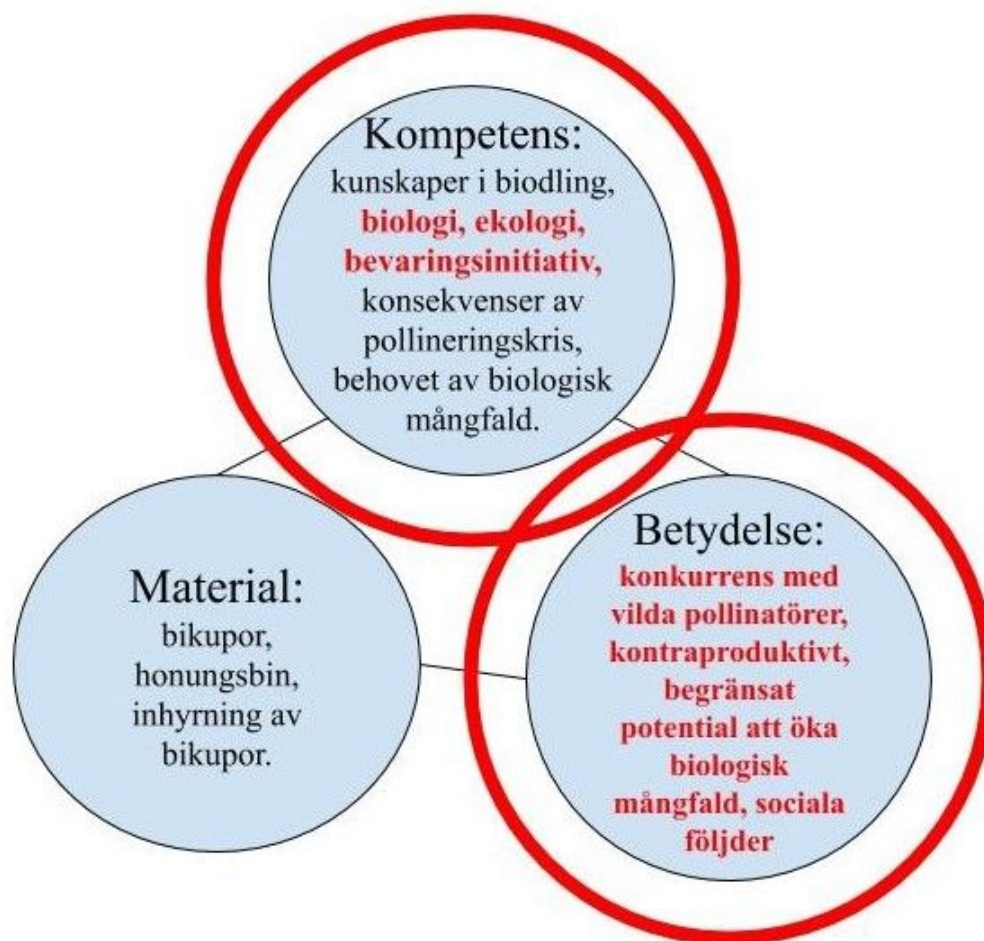 Kompetens:
kunskaper i biodling,
biologi, ekologi,
bevaringsinitiativ,
konsekvenser av
pollineringskris,
behovet av biologisk
mångfald.
Material:
bikupor,
honungsbin,
inhyrning av
bikupor.
Betydelse:
konkurrens med
vilda pollinatörer,
kontraproduktivt,
begränsat
potential att öka
biologisk
mångfald, sociala
följder